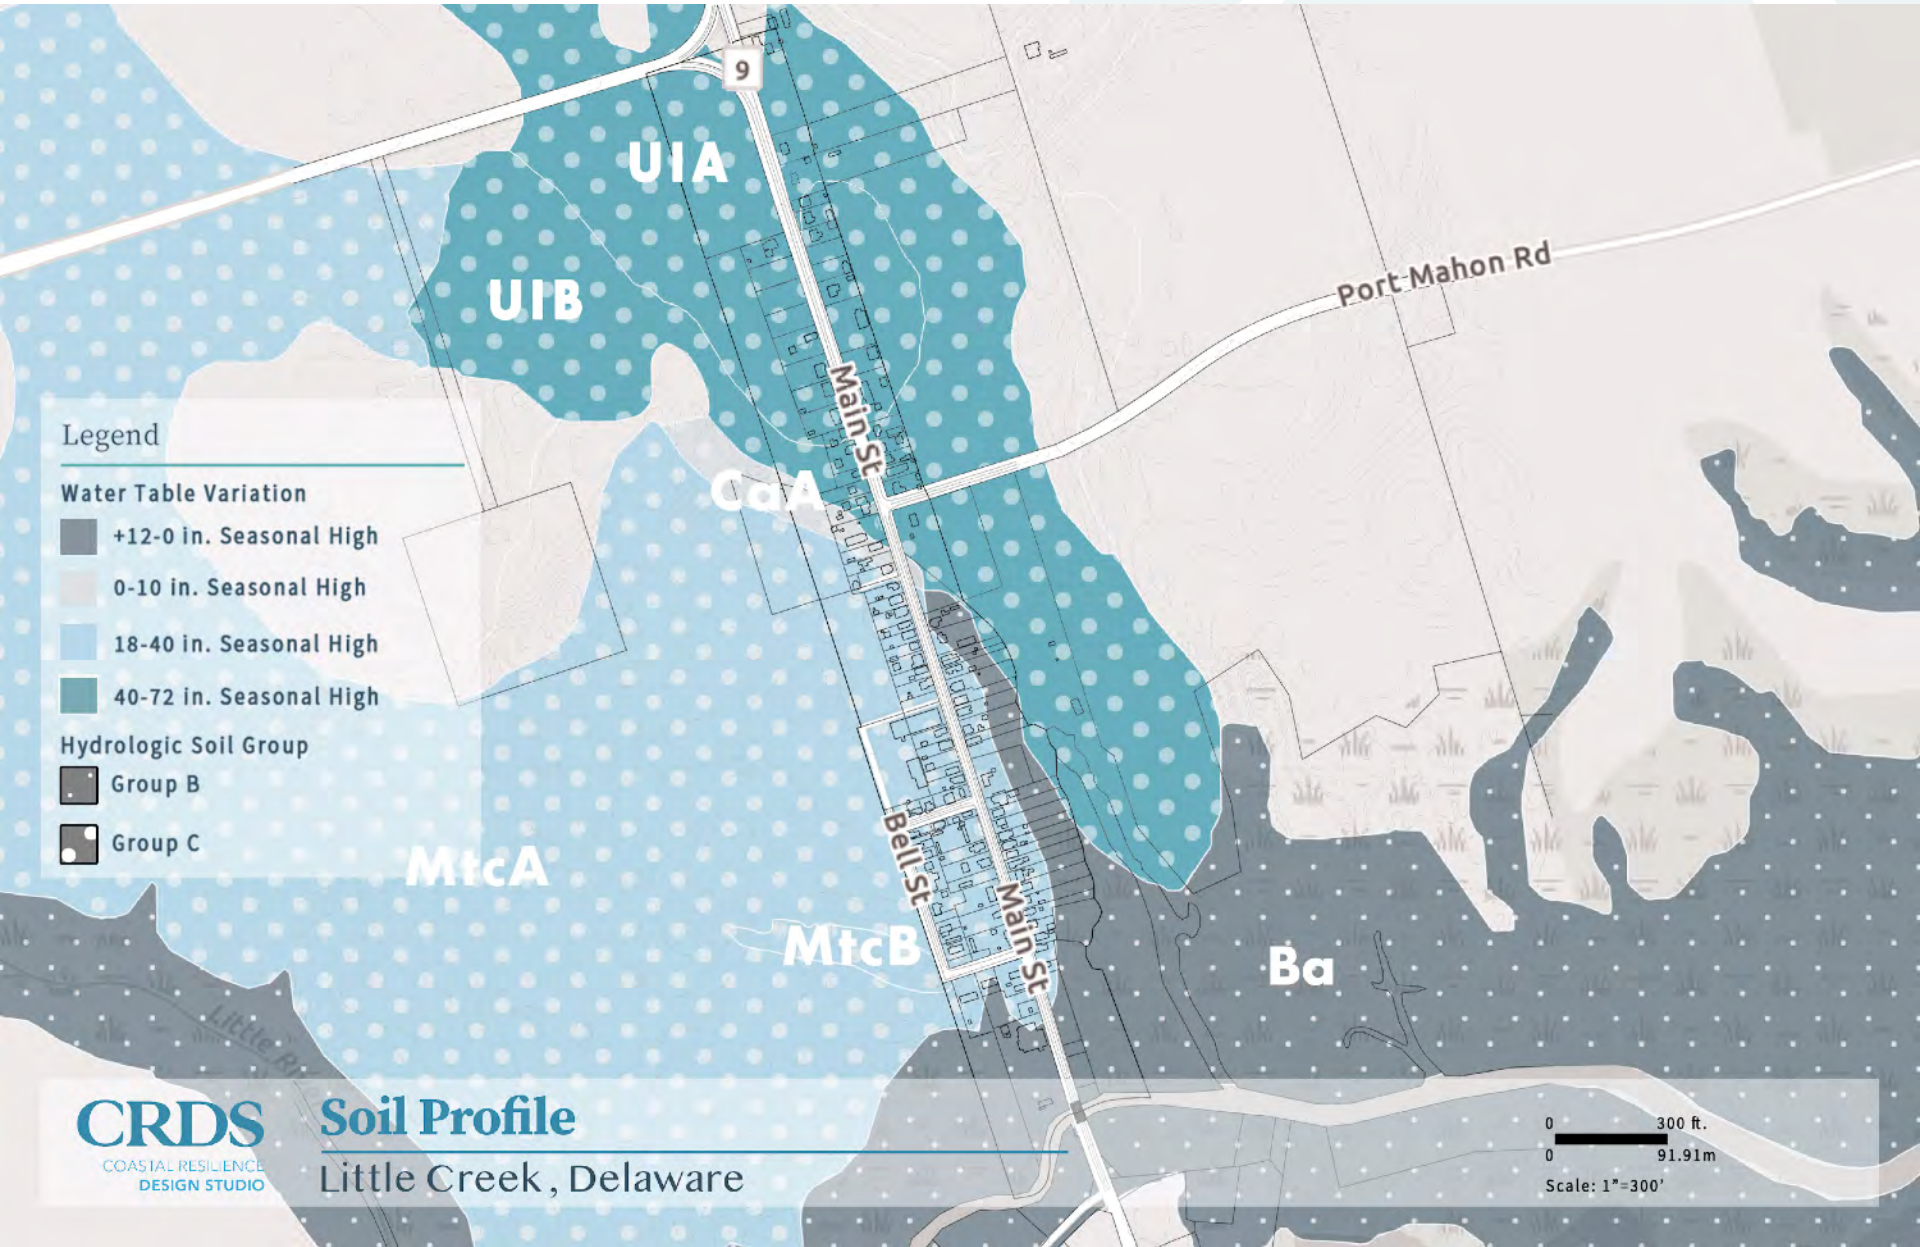 9
UIA
UIB
Port Mahon Rd
Main St
CaA
Legend
Water Table Variation
+12-0 in. Seasonal High
0-10 in. Seasonal High
18-40 in. Seasonal High
40-72 in. Seasonal High
Hydrologic Soil Group
Group B
Group C
MtcA
Bell St
Main St
MtcB
Ba
Little
CRDS
COASTAL RESILIENCE
DESIGN STUDIO
Soil Profile
Little Creek, Delaware
0 300 ft.
0 91.91m
Scale: 1"=300'